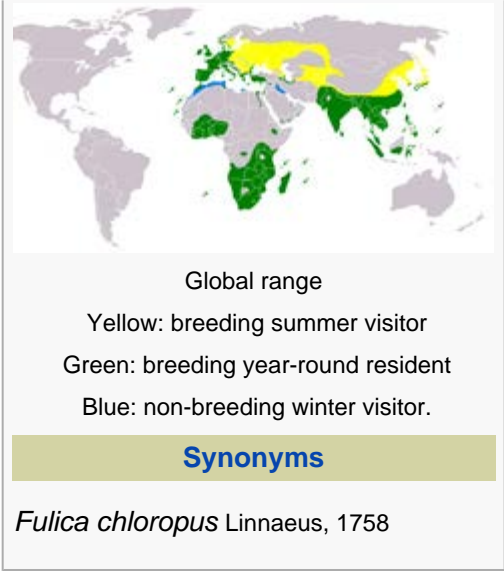 Global range
Yellow: breeding summer visitor
Green: breeding year-round resident
Blue: non-breeding winter visitor.
Synonyms
Fulica chloropus Linnaeus, 1758